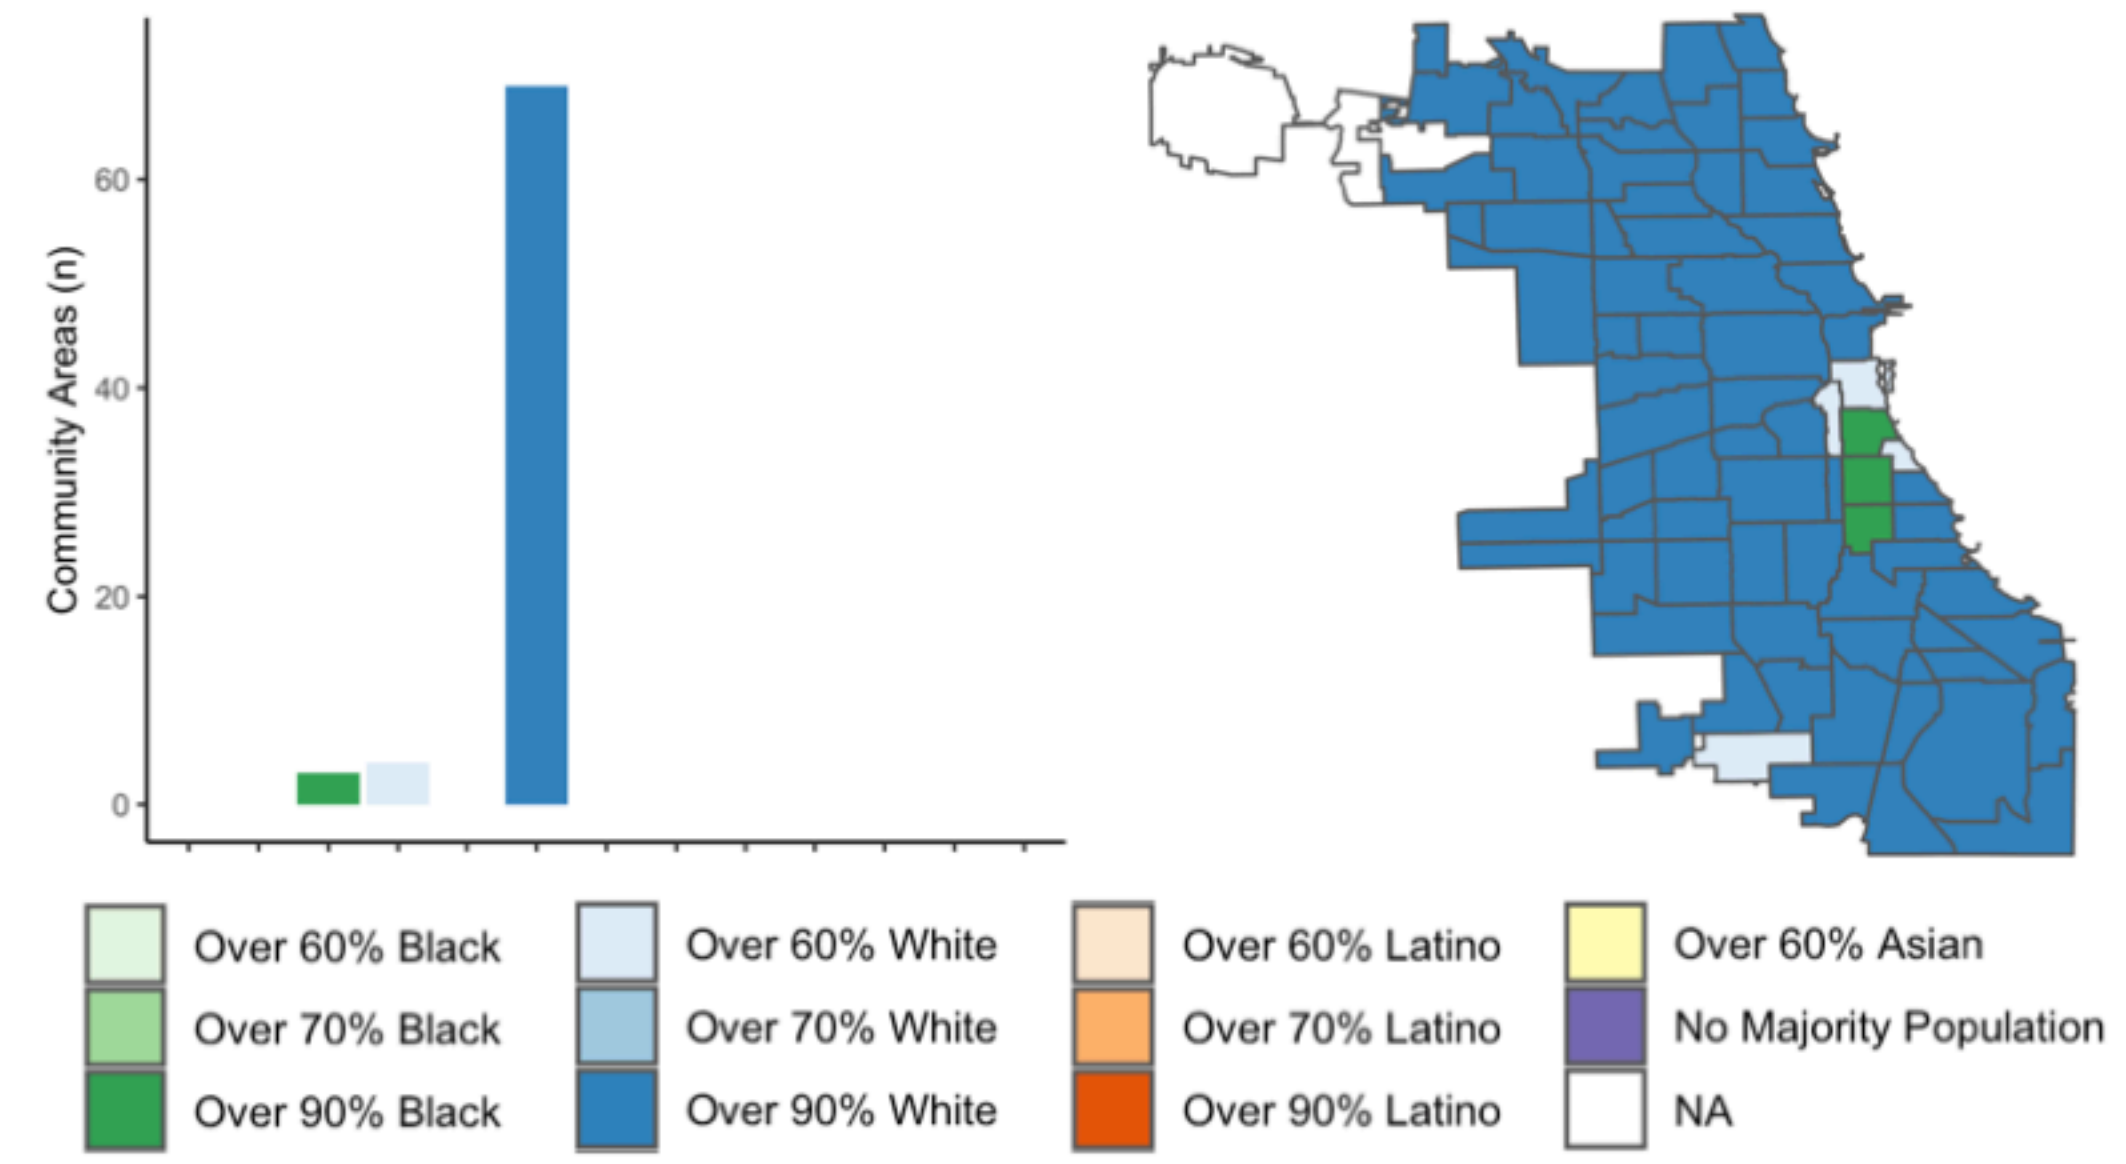 Community Areas (n)
60
40
20
0
Over 60% Black
Over 70% Black
Over 90% Black
Over 60% White
Over 70% White
Over 90% White
Over 60% Latino
Over 70% Latino
Over 90% Latino
Over 60% Asian
No Majority Population
NA